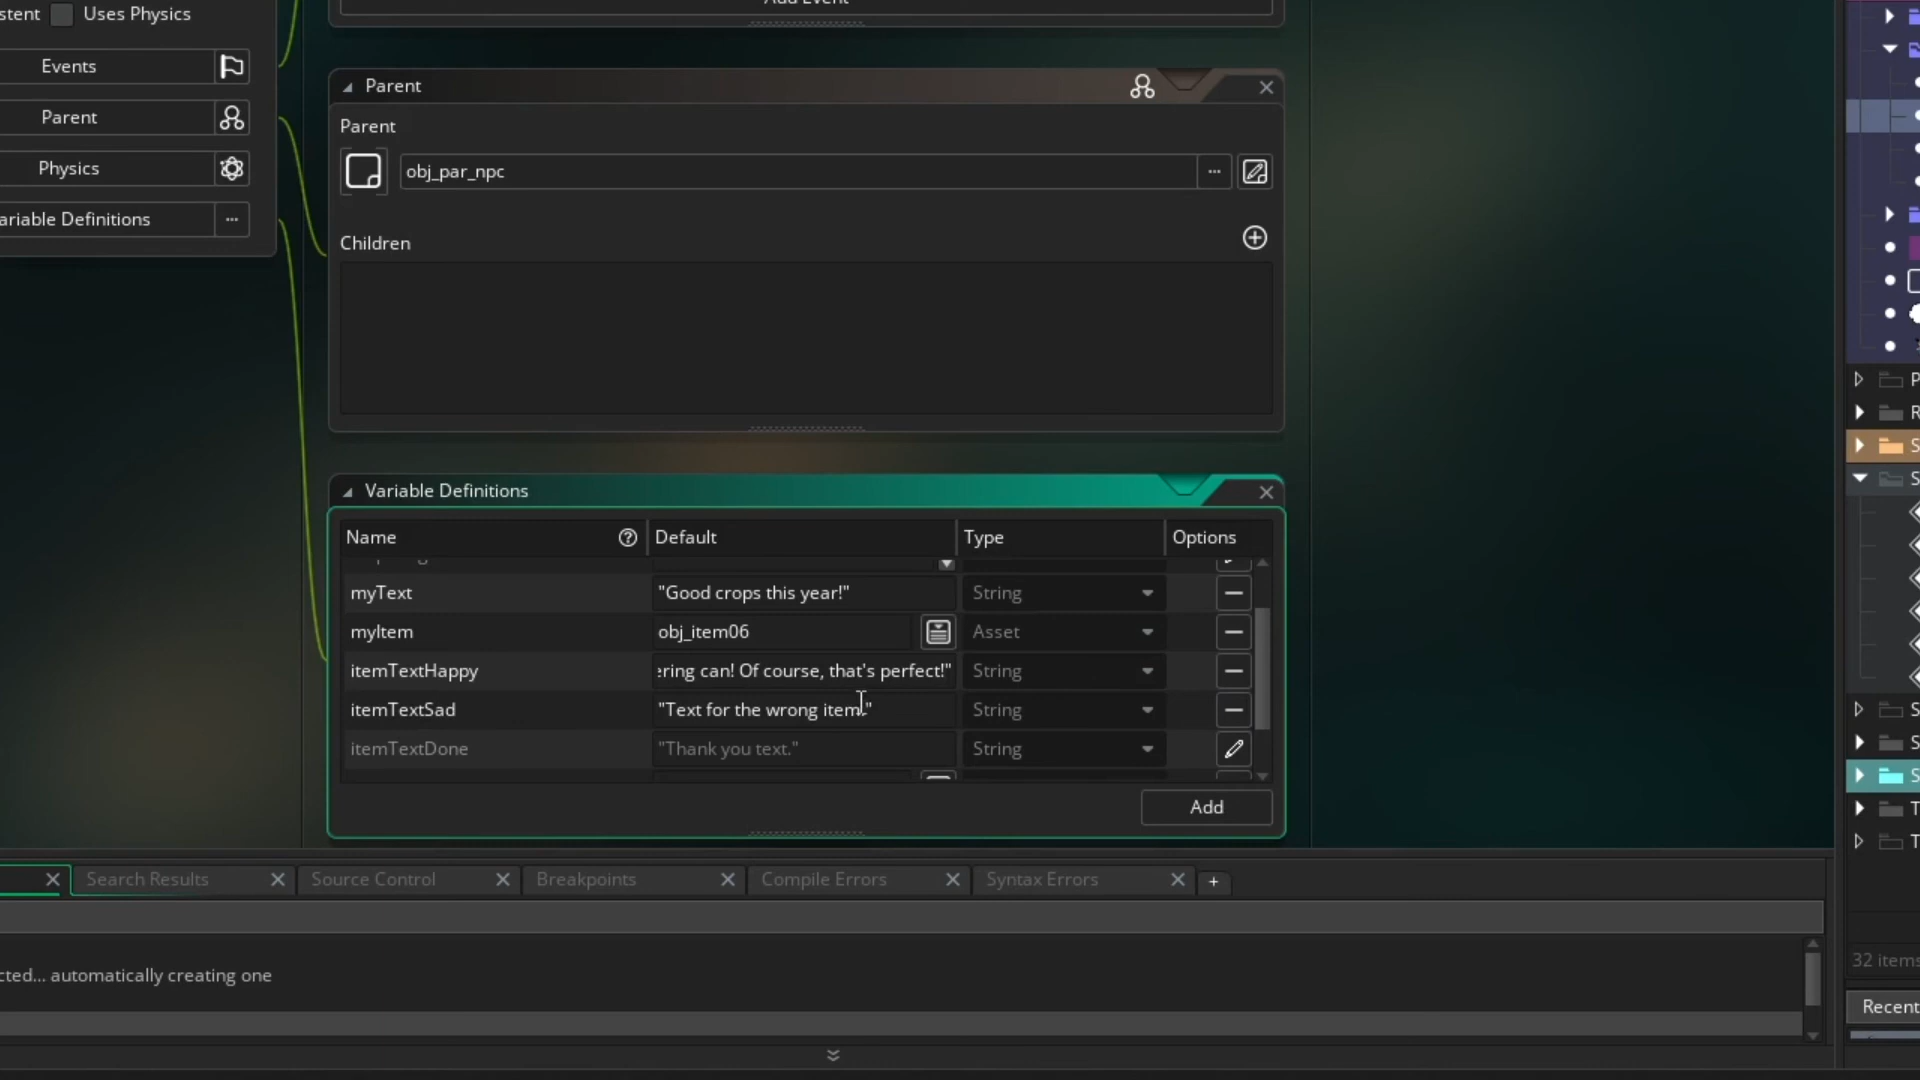 Uses Physics
Events
Parent
Physics
ariable Definitions
Parent
Parent
obj_par_npc
Children
Variable Definitions
Name Default Type Options
myText "Good crops this year!" String
myItem obj_item06 Asset
itemTextHappy ering can! Of course, that's perfect!" String
itemTextSad "Text for the wrong item." String
itemTextDone "Thank you text." String
Add
Search Results Source Control Breakpoints Compile Errors Syntax Errors
cted... automatically creating one
32 items
Recent